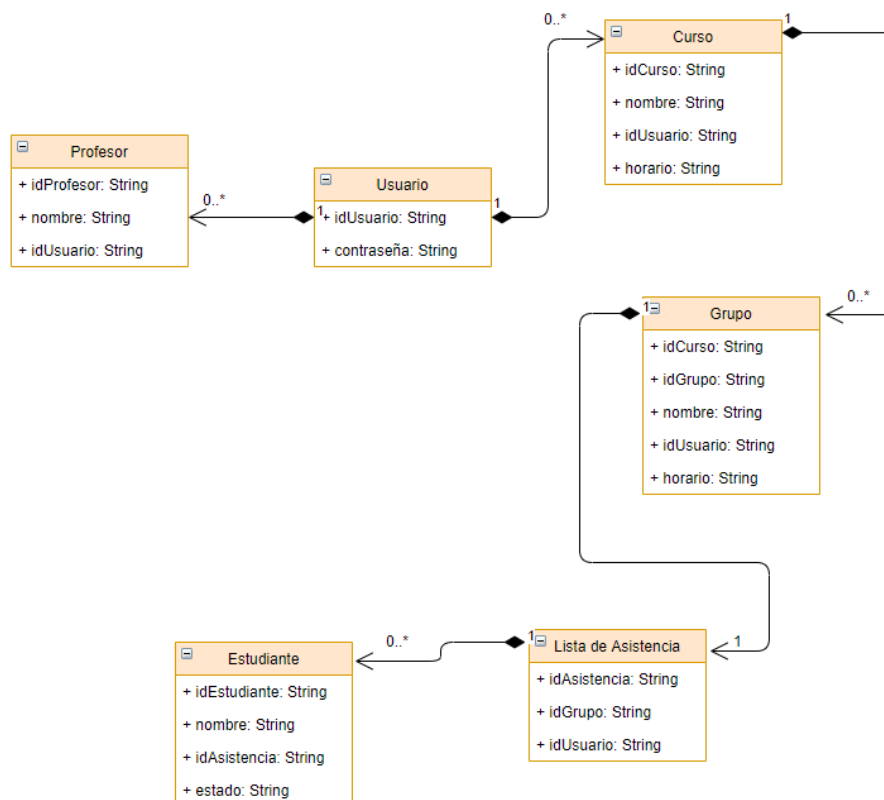 0..*
1
Curso
+ idCurso: String
+ nombre: String
+ idUsuario: String
+ horario: String
Profesor
+ idProfesor: String
+ nombre: String
+ idUsuario: String
0..*
1
Usuario
+ idUsuario: String
+ contraseña: String
1
0..*
1
Grupo
+ idCurso: String
+ idGrupo: String
+ nombre: String
+ idUsuario: String
+ horario: String
1
0..*
1
Lista de Asistencia
+ idAsistencia: String
+ idGrupo: String
+ idUsuario: String
Estudiante
+ idEstudiante: String
+ nombre: String
+ idAsistencia: String
+ estado: String